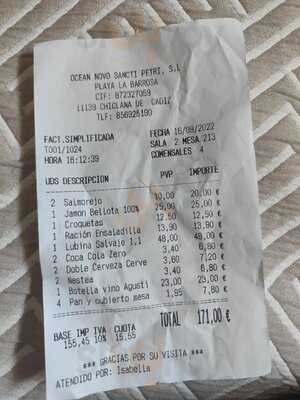 OCEAN NOVO SANCTI PETRI, S.L
PLAYA LA BARROSA
CIF: B72327059
11139 CHICLANA DE CADIZ
TLF: 856925190
FACT.SIMPLIFICADA FECHA 16/09/2022
T001/1024 SALA 2 MESA 213
HORA 16:12:39 COMENSALES 4
UDS DESCRIPCION PVP IMPORTE
2 Salmorejo 10,00 20,00 €
1 Jamon Bellota 100% 25,00 25,00 €
1 Croquetas 12,50 12,50 €
1 Ración Ensaladilla 13,90 13,90 €
1 Lubina Salvaje 1,1 48,00 48,00 €
2 Coca Cola Zero 3,40 6,80 €
2 Doble Cerveza Cerve 3,60 7,20 €
2 Nestea 3,40 6,80 €
1 Botella vino Agusti 23,00 23,00 €
4 Pan y cubierto mesa 1,95 7,80 €
TOTAL 171,00 €
BASE IMP IVA CUOTA
155,45 10% 15,55
*** GRACIAS POR SU VISITA ***
ATENDIDO POR: Isabella